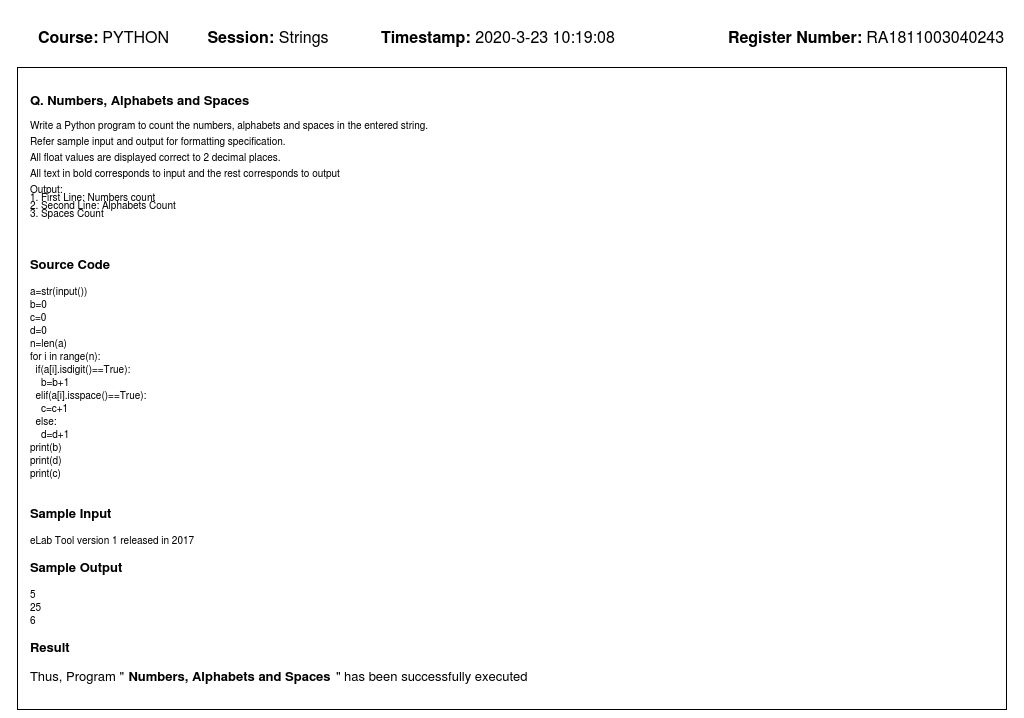 Course: PYTHON Session: Strings Timestamp: 2020-3-23 10:19:08 Register Number: RA1811003040243
Q. Numbers, Alphabets and Spaces
Write a Python program to count the numbers, alphabets and spaces in the entered string.
Refer sample input and output for formatting specification.
All float values are displayed correct to 2 decimal places.
All text in bold corresponds to input and the rest corresponds to output
Output:
1. First Line: Numbers count
2. Second Line: Alphabets Count
3. Spaces Count
Source Code
a=str(input())
b=0
c=0
d=0
n=len(a)
for i in range(n):
  if(a[i].isdigit()==True):
    b=b+1
  elif(a[i].isspace()==True):
    c=c+1
  else:
    d=d+1
print(b)
print(d)
print(c)
Sample Input
eLab Tool version 1 released in 2017
Sample Output
5
25
6
Result
Thus, Program " Numbers, Alphabets and Spaces " has been successfully executed